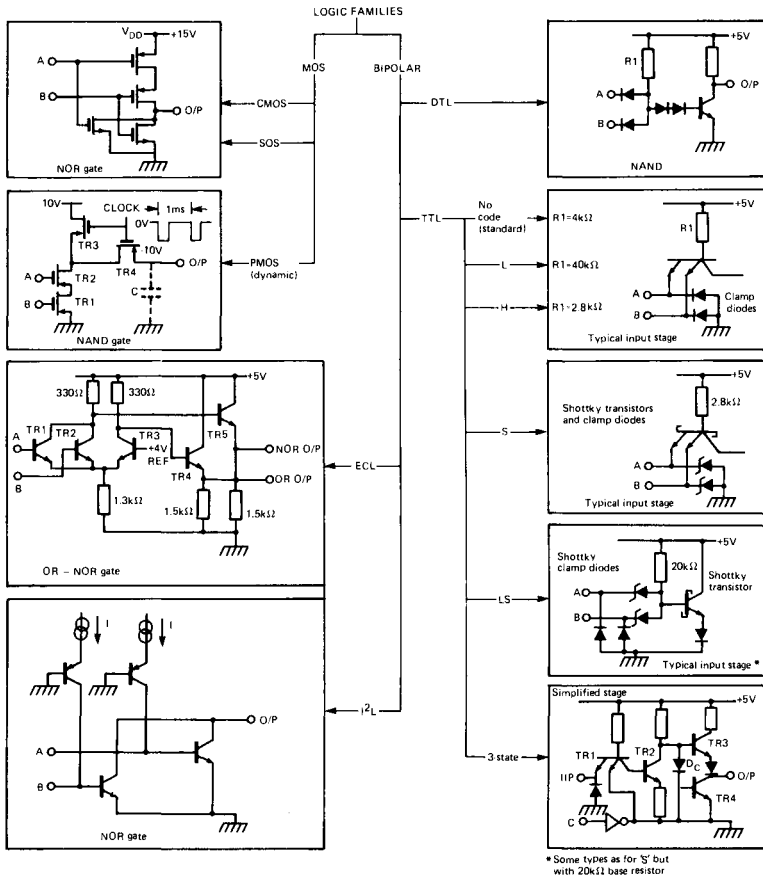 LOGIC FAMILIES
MOS
BIPOLAR
VDD +15V
A
B
O/P
NOR gate
CMOS
SOS
10V
CLOCK
1ms
0V
-10V
TR3
TR4
O/P
TR2
A
C
B
TR1
NAND gate
PMOS
(dynamic)
+5V
330Ω
330Ω
A
TR1
TR2
TR3
TR5
+4V
REF
TR4
NOR O/P
OR O/P
B
1.3kΩ
1.5kΩ
1.5kΩ
OR – NOR gate
ECL
I
I
O/P
A
B
NOR gate
I²L
DTL
+5V
R1
O/P
A
B
NAND
TTL
No
code
(standard)
R1=4kΩ
L
R1=40kΩ
H
R1=2.8kΩ
+5V
R1
A
B
Clamp
diodes
Typical input stage
S
+5V
Shottky transistors
and clamp diodes
2.8kΩ
A
B
Typical input stage
LS
+5V
Shottky
clamp diodes
20kΩ
Shottky
transistor
A
B
Typical input stage *
3 state
Simplified stage
+5V
TR1
TR2
TR3
DC
I/P
O/P
TR4
C
* Some types as for 'S' but
with 20kΩ base resistor